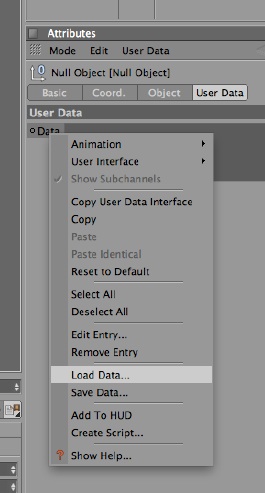 Attributes
Mode Edit User Data
Null Object [Null Object]
Basic Coord. Object User Data
User Data
Data
Animation
User Interface
Show Subchannels
Copy User Data Interface
Copy
Paste
Paste Identical
Reset to Default
Select All
Deselect All
Edit Entry...
Remove Entry
Load Data...
Save Data...
Add To HUD
Create Script...
Show Help...